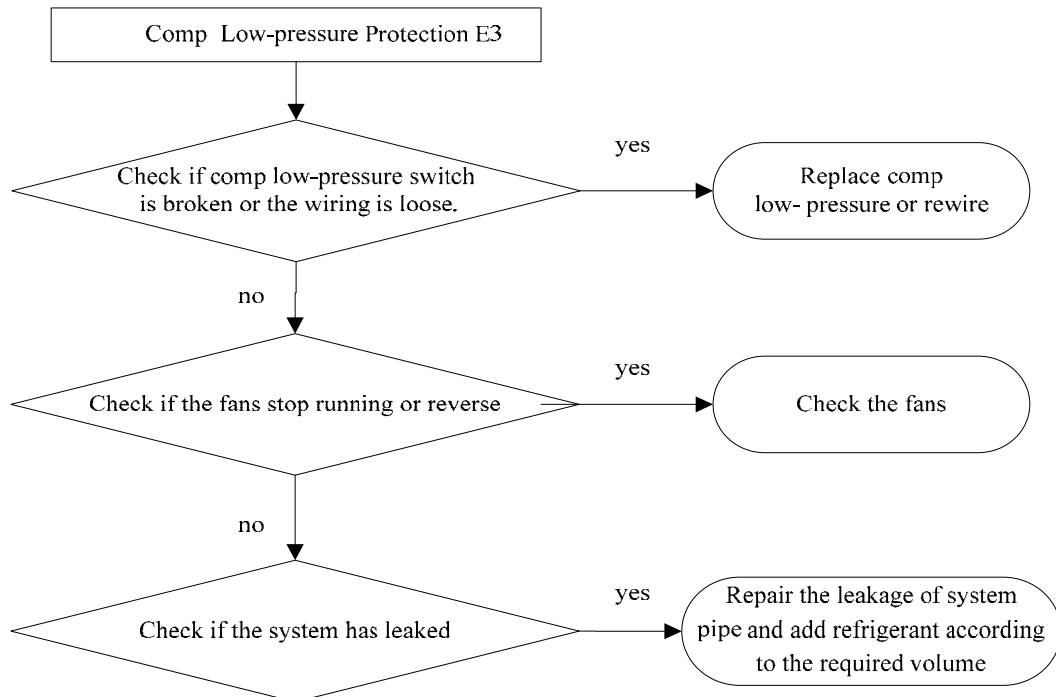 Comp Low-pressure Protection E3
Check if comp low-pressure switch
is broken or the wiring is loose.
yes
Replace comp
low- pressure or rewire
no
Check if the fans stop running or reverse
yes
Check the fans
no
Check if the system has leaked
yes
Repair the leakage of system
pipe and add refrigerant according
to the required volume